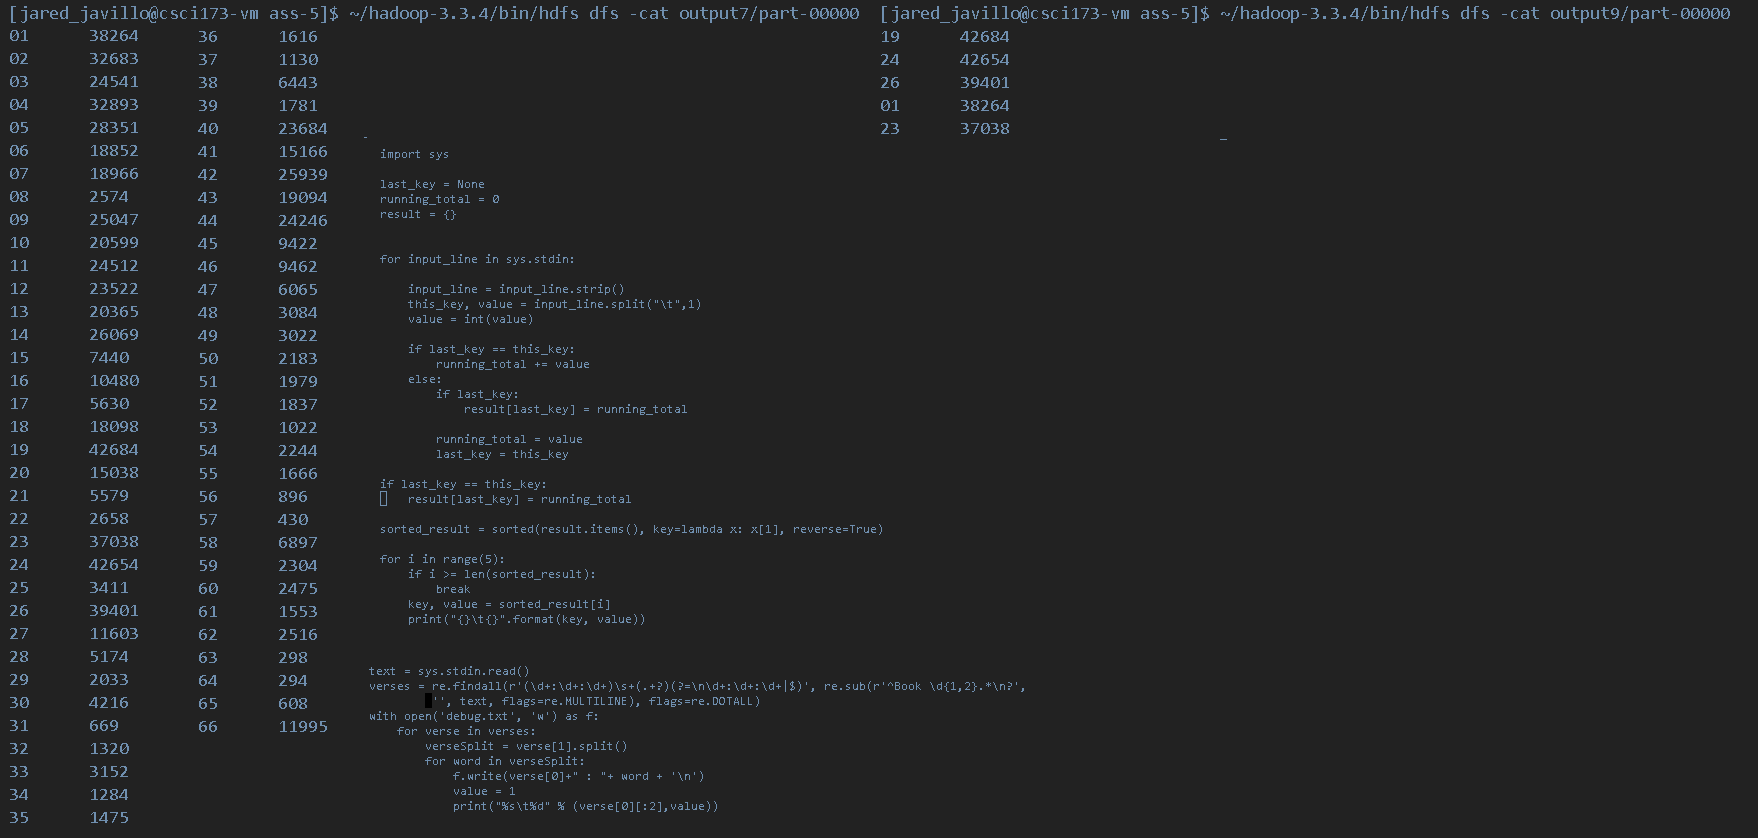 [jared_javillo@csci173-vm ass-5]$ ~/hadoop-3.3.4/bin/hdfs dfs -cat output7/part-00000
01 38264
02 32683
03 24541
04 32893
05 28351
06 18852
07 18966
08 2574
09 25047
10 20599
11 24512
12 23522
13 20365
14 26069
15 7440
16 10480
17 5630
18 18098
19 42684
20 15038
21 5579
22 2658
23 37038
24 42654
25 3411
26 39401
27 11603
28 5174
29 2033
30 4216
31 669
32 1320
33 3152
34 1284
35 1475
36 1616
37 1130
38 6443
39 1781
40 23684
41 15166
42 25939
43 19094
44 24246
45 9422
46 9462
47 6065
48 3084
49 3022
50 2183
51 1979
52 1837
53 1022
54 2244
55 1666
56 896
57 430
58 6897
59 2304
60 2475
61 1553
62 2516
63 298
64 294
65 608
66 11995
[jared_javillo@csci173-vm ass-5]$ ~/hadoop-3.3.4/bin/hdfs dfs -cat output9/part-00000
19 42684
24 42654
26 39401
01 38264
23 37038
import sys
last_key = None
running_total = 0
result = {}
for input_line in sys.stdin:
input_line = input_line.strip()
this_key, value = input_line.split("\t",1)
value = int(value)
if last_key == this_key:
running_total += value
else:
if last_key:
result[last_key] = running_total
running_total = value
last_key = this_key
if last_key == this_key:
result[last_key] = running_total
sorted_result = sorted(result.items(), key=lambda x: x[1], reverse=True)
for i in range(5):
if i >= len(sorted_result):
break
key, value = sorted_result[i]
print("{}\t{}".format(key, value))
text = sys.stdin.read()
verses = re.findall(r'(\d+:\d+:\d+)\s+(.+?)(?=\n\d+:\d+:\d+|$)', re.sub(r'^Book \d{1,2}.*\n?',
'', text, flags=re.MULTILINE), flags=re.DOTALL)
with open('debug.txt', 'w') as f:
for verse in verses:
verseSplit = verse[1].split()
for word in verseSplit:
f.write(verse[0]+" : "+ word + '\n')
value = 1
print("%s\t%d" % (verse[0][:2],value))